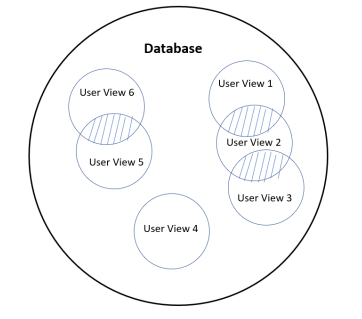 Database
User View 1
User View 6
User View 2
User View 5
User View 3
User View 4